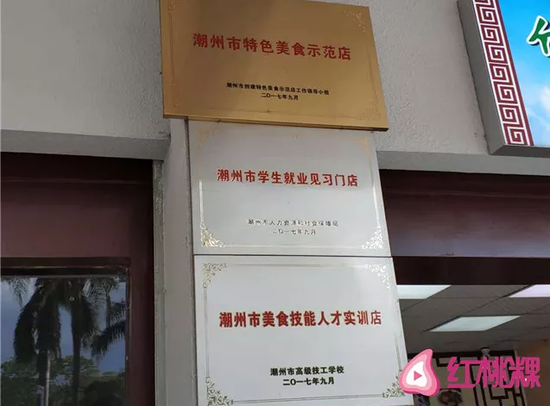 潮州市特色美食示范店
潮州市创建特色美食示范店工作领导小组
二〇一七年九月
潮州市学生就业见习门店
潮州市人力资源和社会保障局
二〇一七年九月
潮州市美食技能人才实训店
潮州市高级技工学校
二〇一七年九月
红桃粿